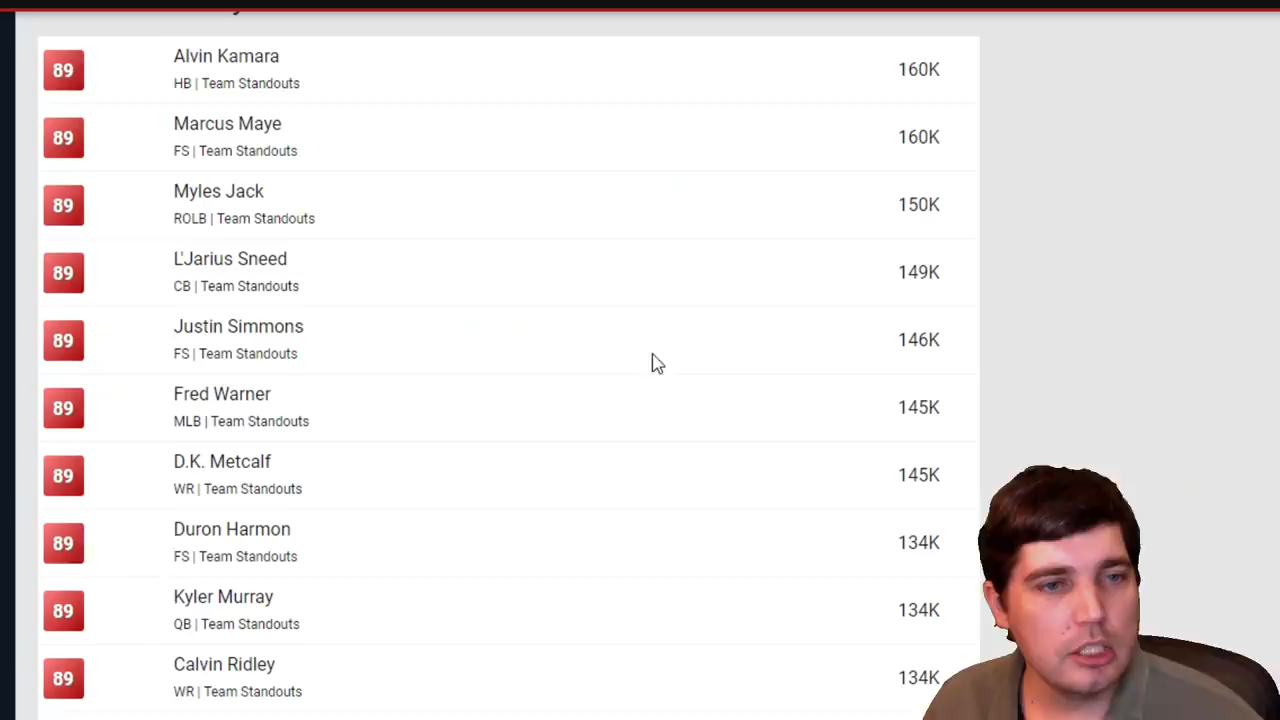 89
Alvin Kamara
HB | Team Standouts
160K
89
Marcus Maye
FS | Team Standouts
160K
89
Myles Jack
ROLB | Team Standouts
150K
89
L'Jarius Sneed
CB | Team Standouts
149K
89
Justin Simmons
FS | Team Standouts
146K
89
Fred Warner
MLB | Team Standouts
145K
89
D.K. Metcalf
WR | Team Standouts
145K
89
Duron Harmon
FS | Team Standouts
134K
89
Kyler Murray
QB | Team Standouts
134K
89
Calvin Ridley
WR | Team Standouts
134K